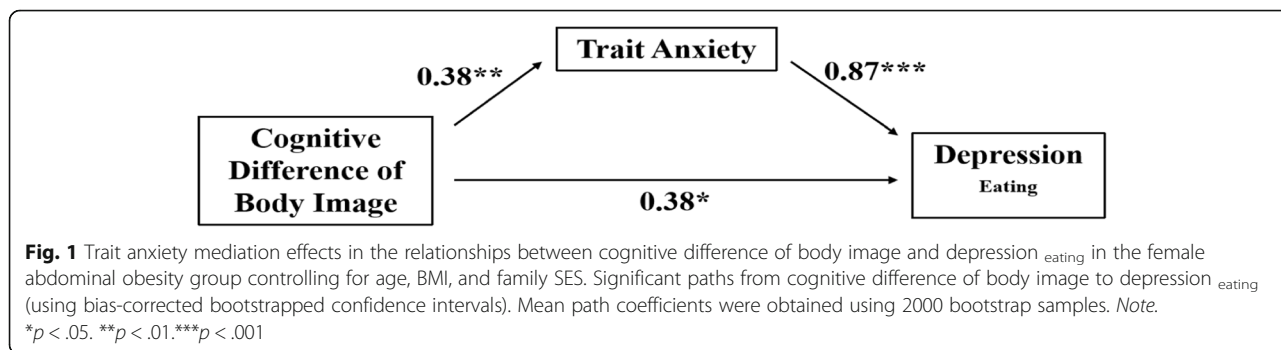 Trait Anxiety
0.38**
0.87***
Cognitive
Difference of
Body Image
Depression
Eating
0.38*
Fig. 1 Trait anxiety mediation effects in the relationships between cognitive difference of body image and depression eating in the female
abdominal obesity group controlling for age, BMI, and family SES. Significant paths from cognitive difference of body image to depression eating
(using bias-corrected bootstrapped confidence intervals). Mean path coefficients were obtained using 2000 bootstrap samples. Note.
*p < .05. **p < .01.***p < .001